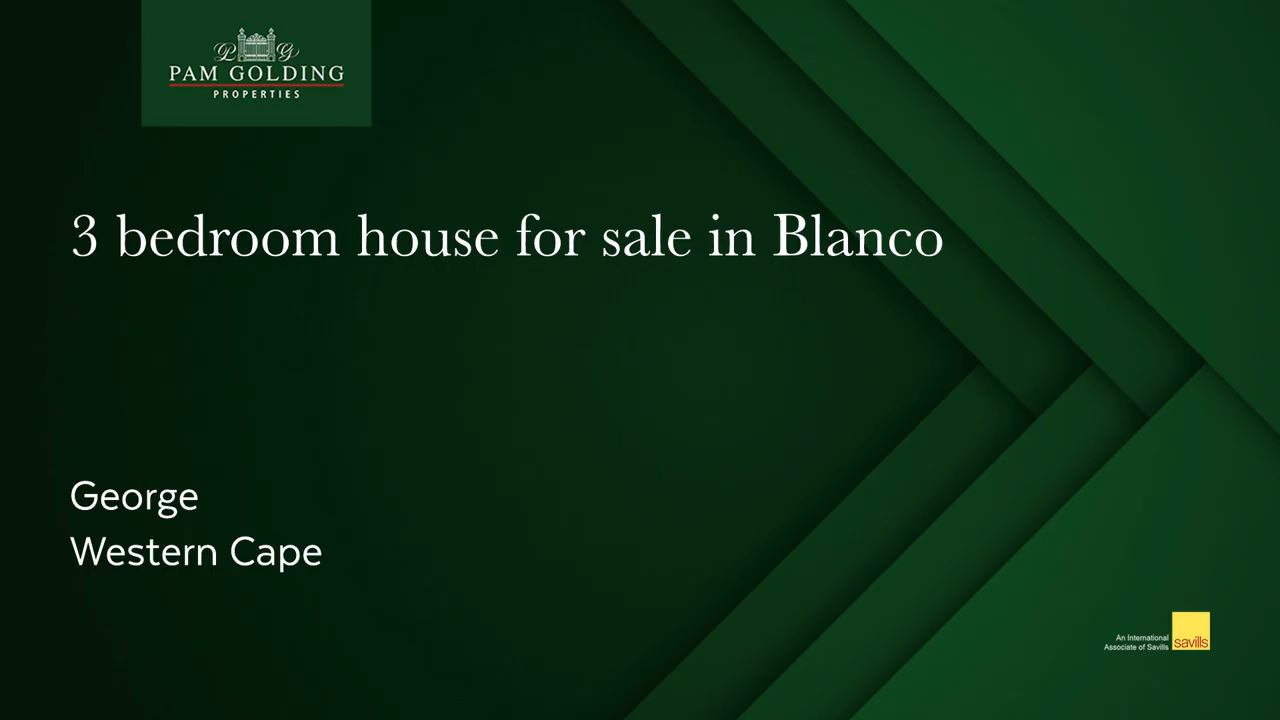 P G
PAM GOLDING
PROPERTIES
3 bedroom house for sale in Blanco
George
Western Cape
An International
Associate of Savills
savills